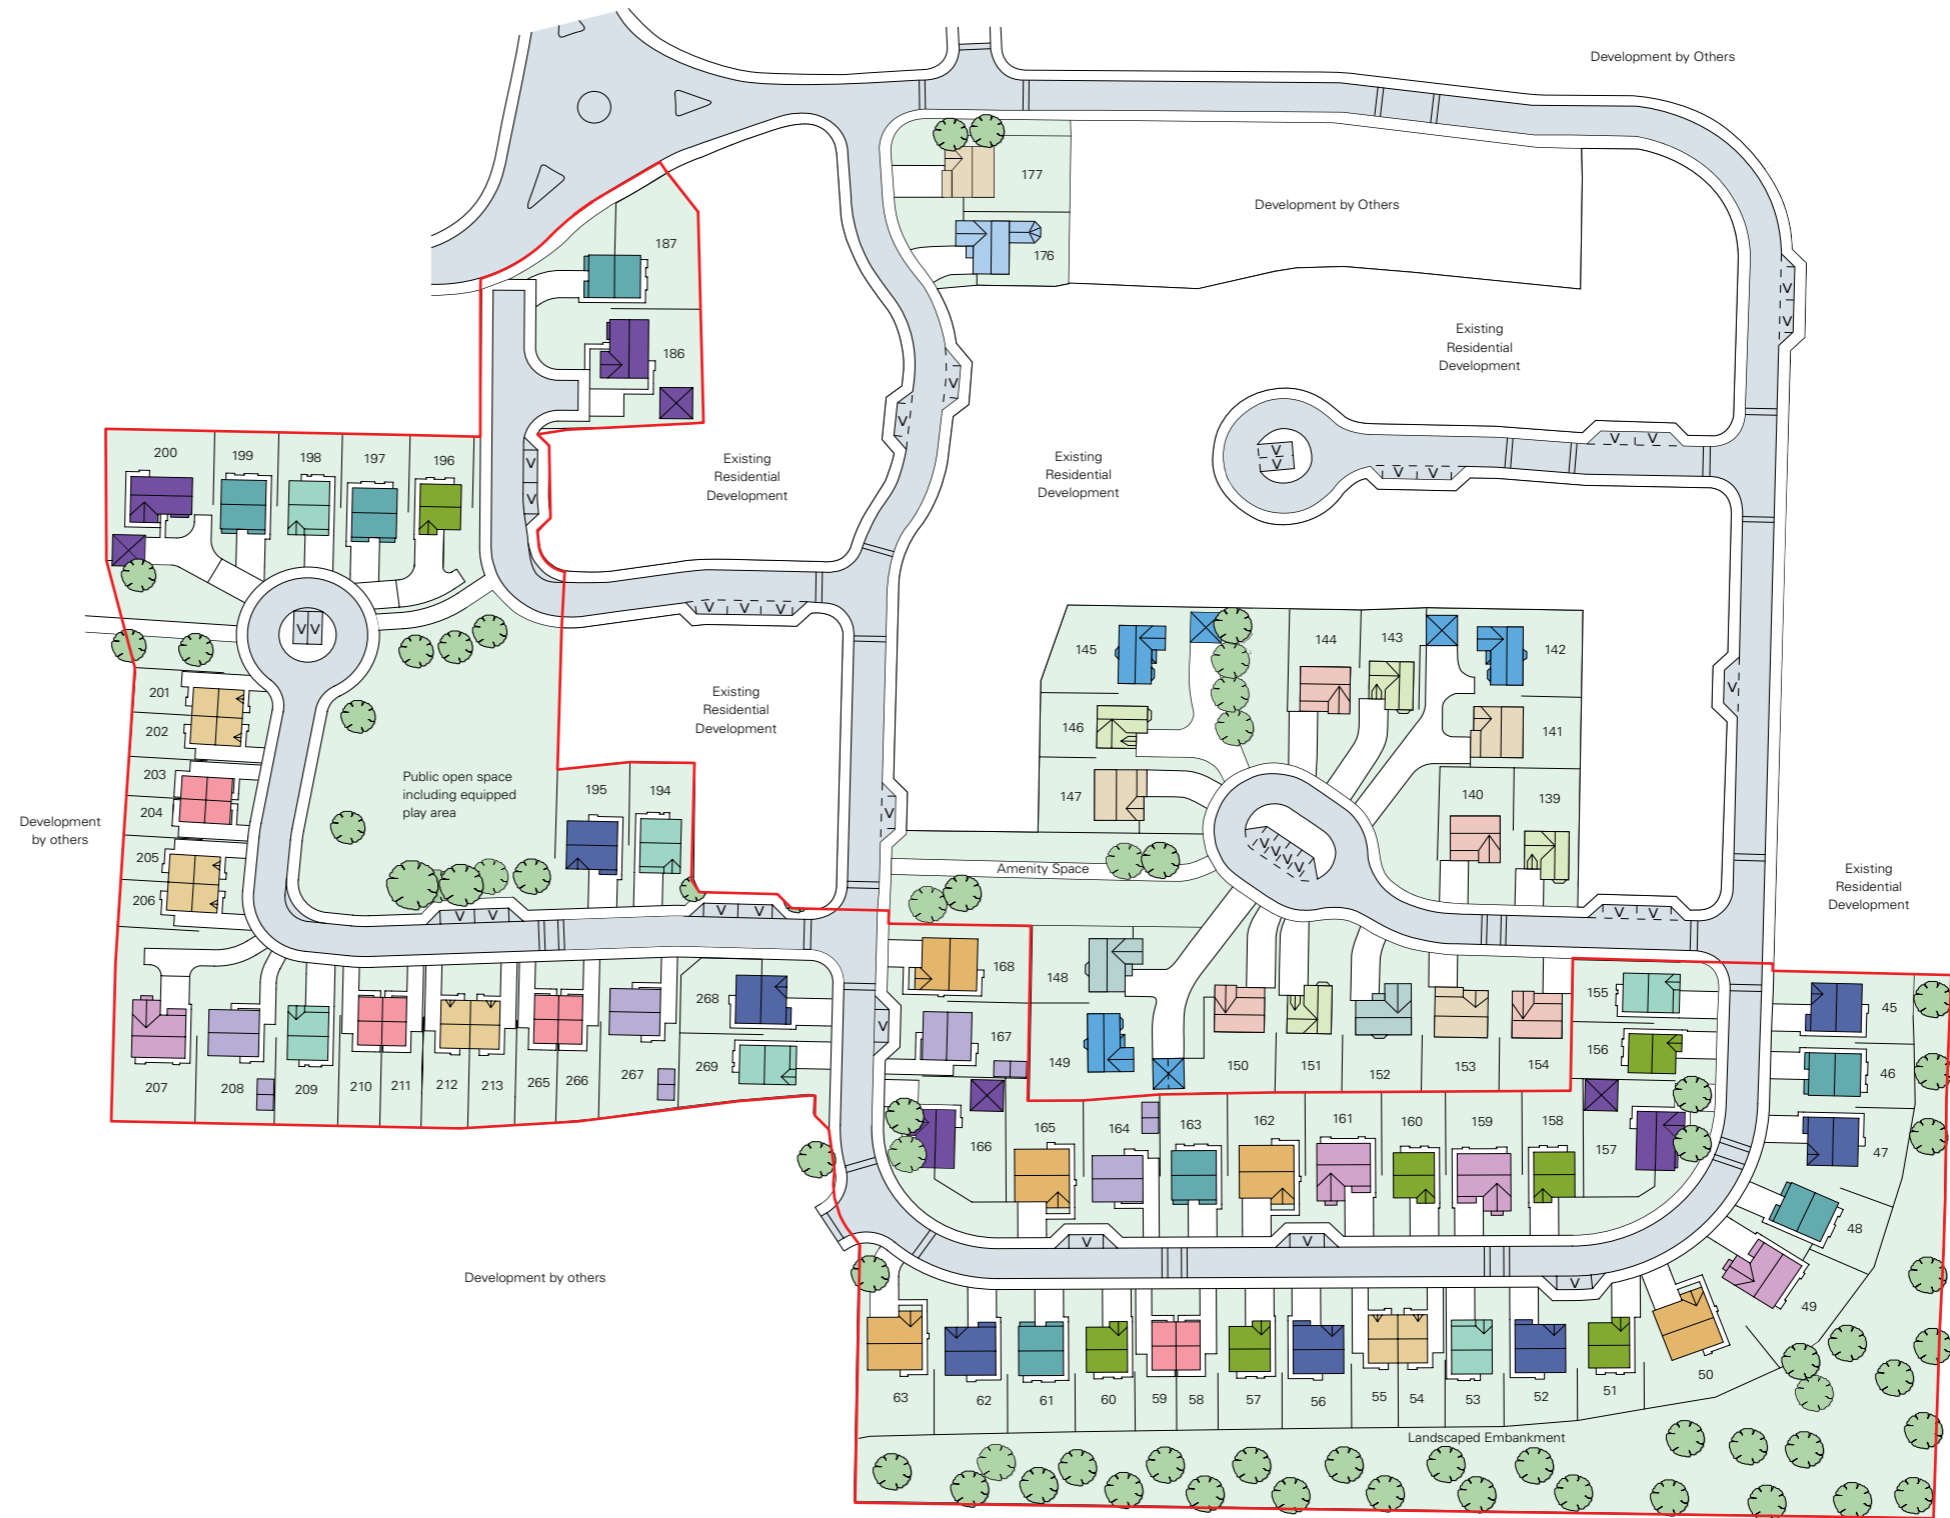 Development by Others
177
Development by Others
187
176
186
Existing
Residential
Development
200
199
198
197
196
Existing
Residential
Development
Existing
Residential
Development
V
V
V
V
V
V
V
V
V
V
V
V
V
V
V V
V V V
145
144
143
142
201
202
146
141
Existing
Residential
Development
V
203
204
Public open space
including equipped
play area
195
194
147
140
139
Development
by others
V
205
206
V V V V
Amenity Space
Existing
Residential
Development
V V
V V V
V V
168
148
155
45
268
167
V
156
46
269
149
150
151
152
153
154
207
208
209
210
211
212
213
265
266
267
166
165
164
163
162
161
160
159
158
157
47
48
V
V
V
Development by others
49
50
63
62
61
60
59
58
57
56
55
54
53
52
51
Landscaped Embankment